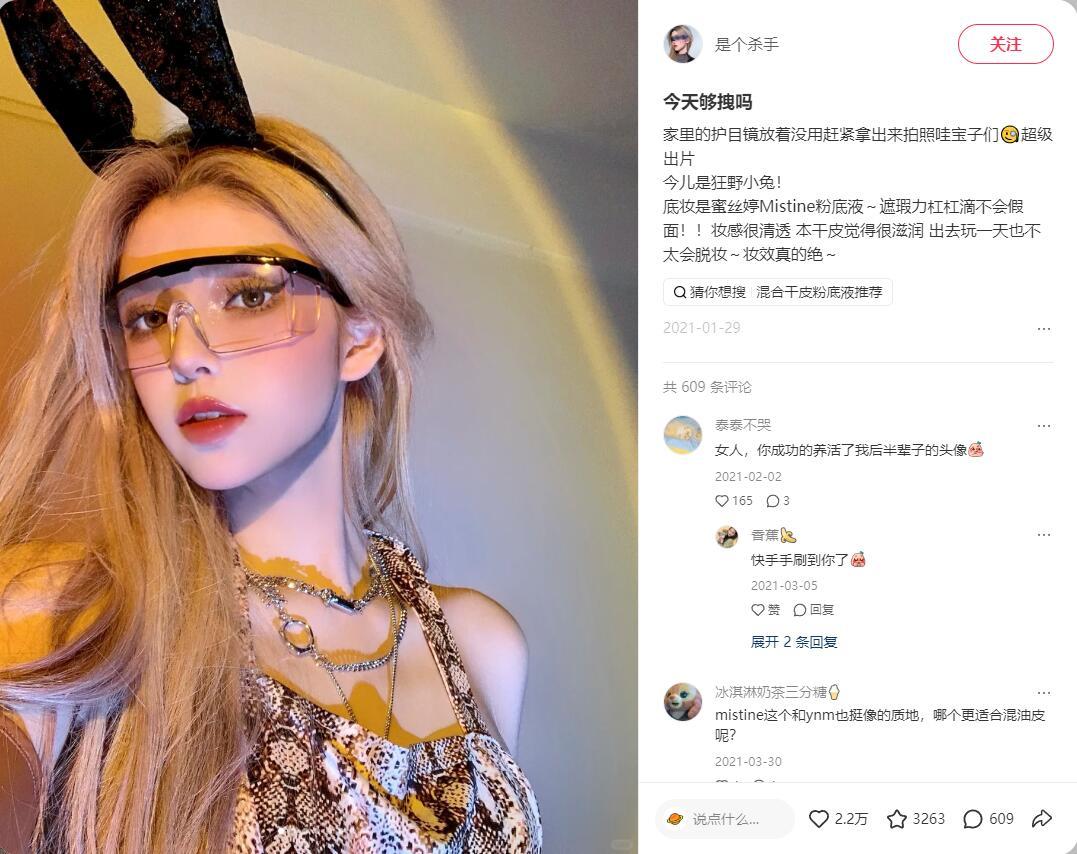 是个杀手
关注
今天够拽吗
家里的护目镜放着没用赶紧拿出来拍照哇宝子们🧐超级
出片
今儿是狂野小兔！
底妆是蜜丝婷Mistine粉底液～遮瑕力杠杠滴不会假
面！！妆感很清透 本干皮觉得很滋润 出去玩一天也不
太会脱妆～妆效真的绝～
猜你想搜 混合干皮粉底液推荐
2021-01-29
共 609 条评论
泰泰不哭
女人，你成功的养活了我后半辈子的头像
2021-02-02
165 3
香蕉🍌
快手手刷到你了
2021-03-05
赞 回复
展开 2 条回复
冰淇淋奶茶三分糖🍦
mistine这个和ynm也挺像的质地，哪个更适合混油皮
呢?
2021-03-30
说点什么...
2.2万 3263 609